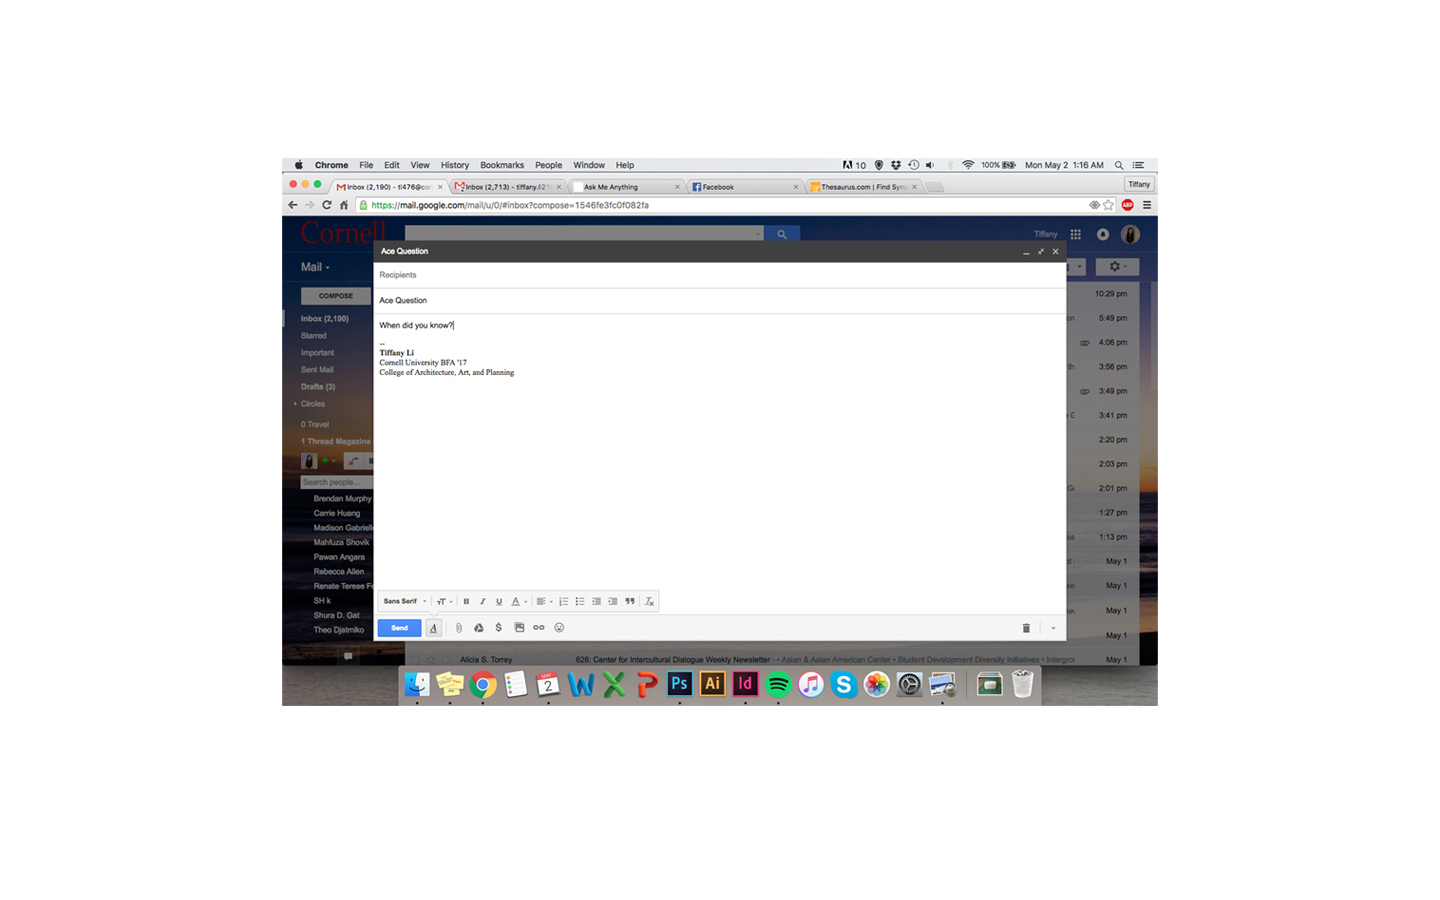 Chrome File Edit View History Bookmarks People Window Help 10 100% Mon May 2 1:16 AM
Inbox (2,190) - tl476@cor Inbox (2,713) - tiffany.li21 Ask Me Anything Facebook Thesaurus.com | Find Syn Tiffany
https://mail.google.com/mail/u/0/#inbox?compose=1546fe3fc0f082fa ABP
Cornell Tiffany
Ace Question
Mail
Recipients
COMPOSE
Ace Question
10:29 pm
Inbox (2,190)
When did you know?
on 5:49 pm
Starred
--
4:06 pm
Important
Tiffany Li
Cornell University BFA '17
th 3:56 pm
Sent Mail
College of Architecture, Art, and Planning
Drafts (3)
3:49 pm
Circles
3:41 pm
0 Travel
1 Thread Magazine
2:20 pm
2:03 pm
Search people...
2:01 pm
Brendan Murphy
Carrie Huang
1:27 pm
Madison Gabriell
1:13 pm
Mahfuza Shovik
Pawan Angara
May 1
Rebecca Allen
Renate Terese F
May 1
SH k
May 1
Shura D. Gat
Theo Djatmiko
Sans Serif B I U A
Send A $
May 1
Alicia S. Torrey 626: Center for Intercultural Dialogue Weekly Newsletter - • Asian & Asian American Center • Student Development Diversity Initiatives • Intergro May 1
MAY 2 Ps Ai Id